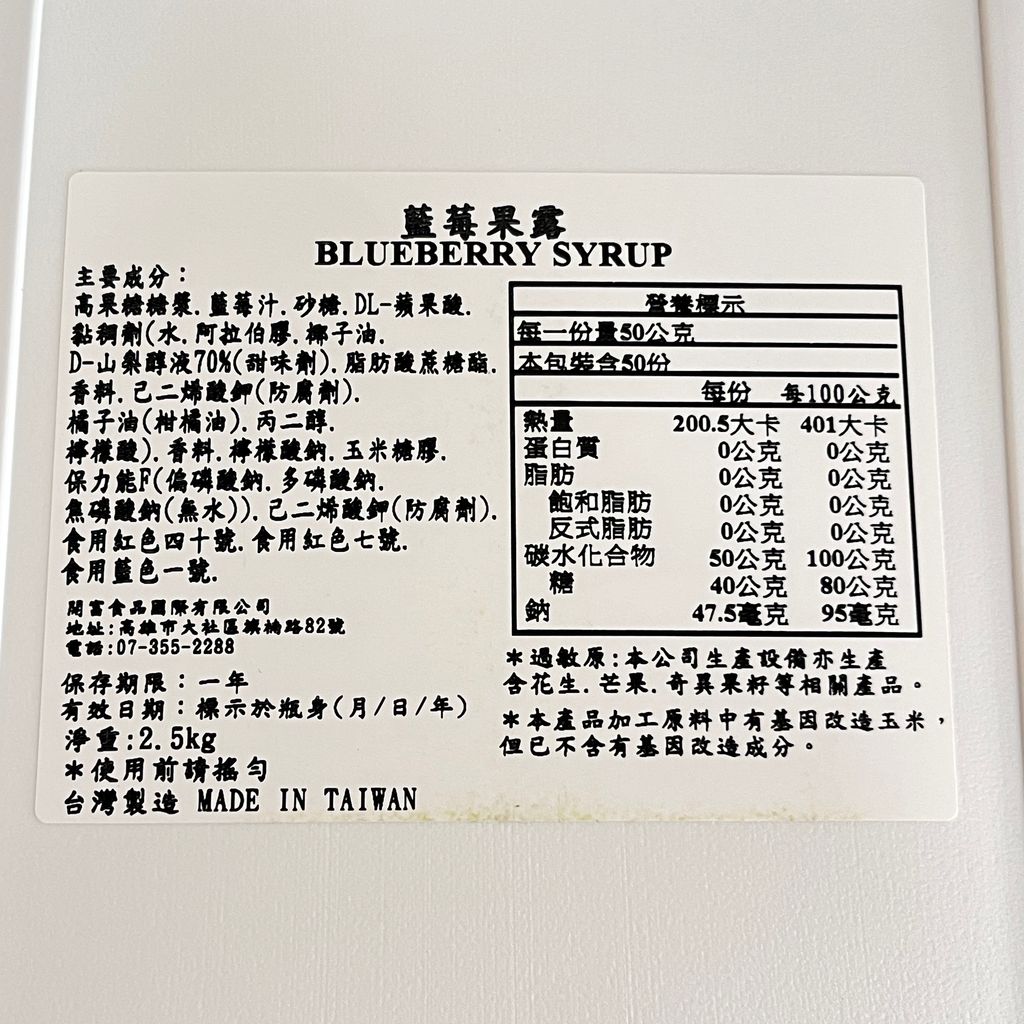 藍莓果露
BLUEBERRY SYRUP
主要成分：
高果糖糖漿.藍莓汁.砂糖.DL-蘋果酸.
黏稠劑(水.阿拉伯膠.椰子油.
D-山梨醇液70%(甜味劑).脂肪酸蔗糖酯.
香料.己二烯酸鉀(防腐劑).
橘子油(柑橘油).丙二醇.
檸檬酸).香料.檸檬酸鈉.玉米糖膠.
保力能F(偏磷酸鈉.多磷酸鈉.
焦磷酸鈉(無水)).己二烯酸鉀(防腐劑).
食用紅色四十號.食用紅色七號.
食用藍色一號.
開富食品國際有限公司
地址:高雄市大社區旗楠路82號
電話:07-355-2288
保存期限：一年
有效日期：標示於瓶身(月/日/年)
淨重:2.5kg
＊使用前請搖勻
台灣製造 MADE IN TAIWAN
營養標示
每一份量50公克
本包裝含50份
每份 每100公克
熱量 200.5大卡 401大卡
蛋白質 0公克 0公克
脂肪 0公克 0公克
飽和脂肪 0公克 0公克
反式脂肪 0公克 0公克
碳水化合物 50公克 100公克
糖 40公克 80公克
鈉 47.5毫克 95毫克
＊過敏原:本公司生產設備亦生產
含花生.芒果.奇異果籽等相關產品。
＊本產品加工原料中有基因改造玉米，
但已不含有基因改造成分。